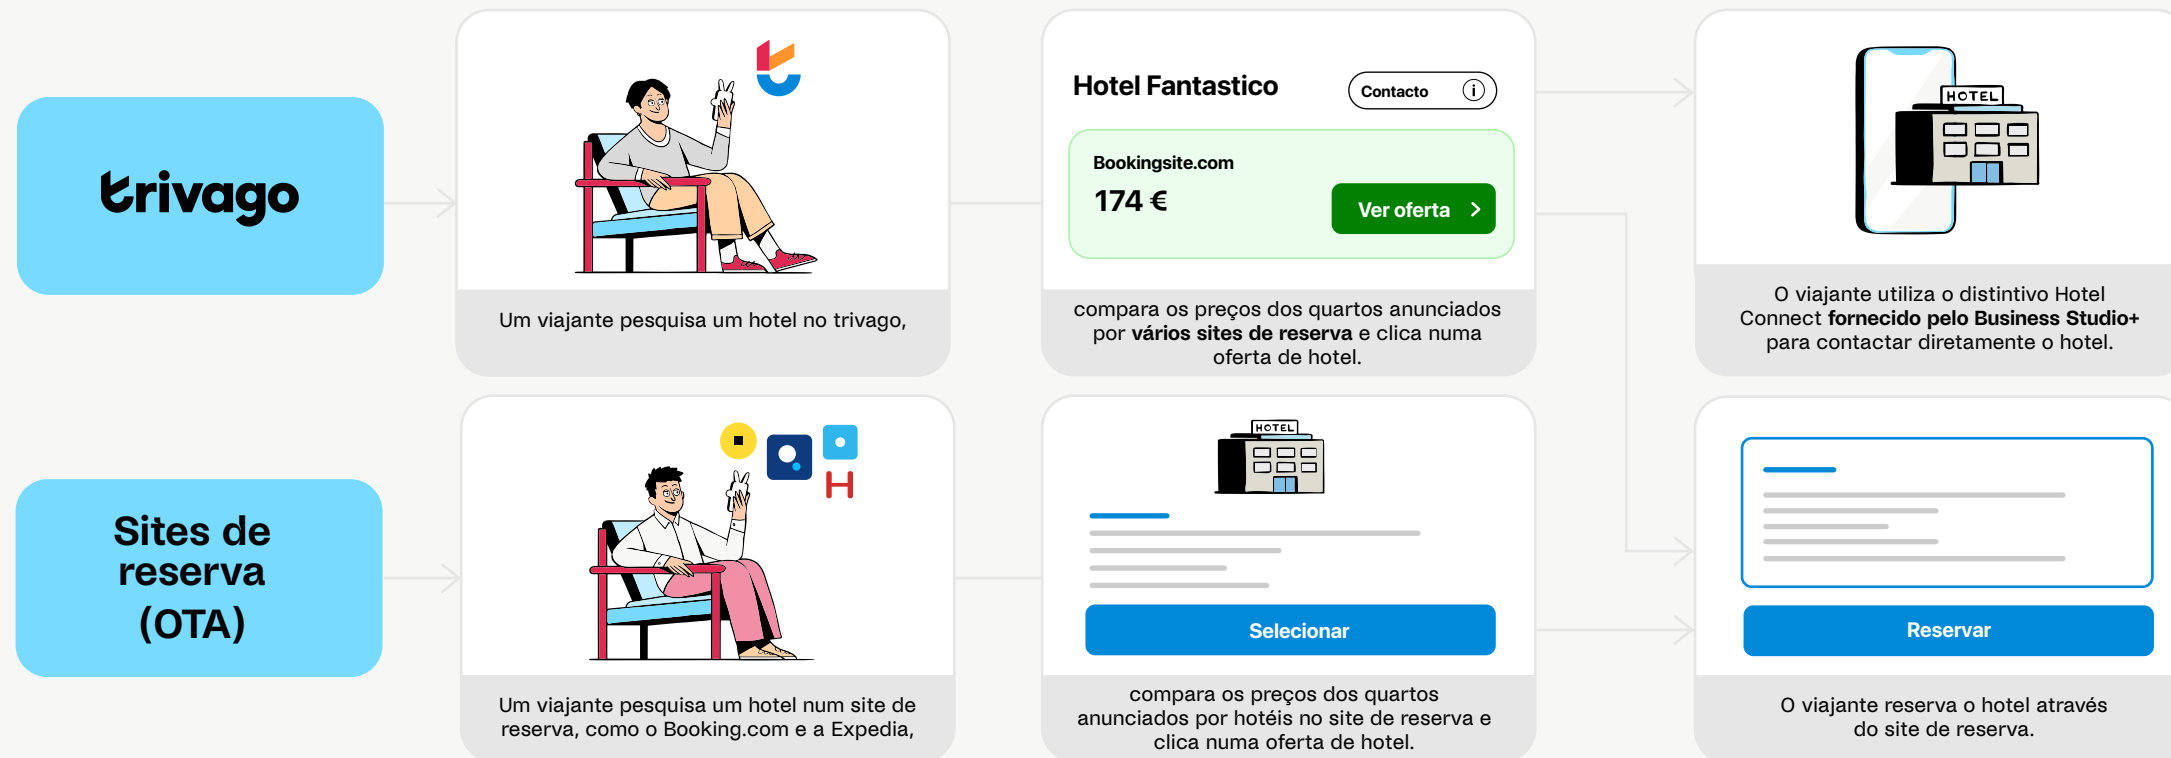 trivago
Um viajante pesquisa um hotel no trivago,
Hotel Fantastico
Contacto i
Bookingsite.com
174 €
Ver oferta
compara os preços dos quartos anunciados
por vários sites de reserva e clica numa
oferta de hotel.
HOTEL
O viajante utiliza o distintivo Hotel
Connect fornecido pelo Business Studio+
para contactar diretamente o hotel.
Sites de
reserva
(OTA)
H
Um viajante pesquisa um hotel num site de
reserva, como o Booking.com e a Expedia,
HOTEL
Selecionar
compara os preços dos quartos
anunciados por hotéis no site de reserva e
clica numa oferta de hotel.
Reservar
O viajante reserva o hotel através
do site de reserva.